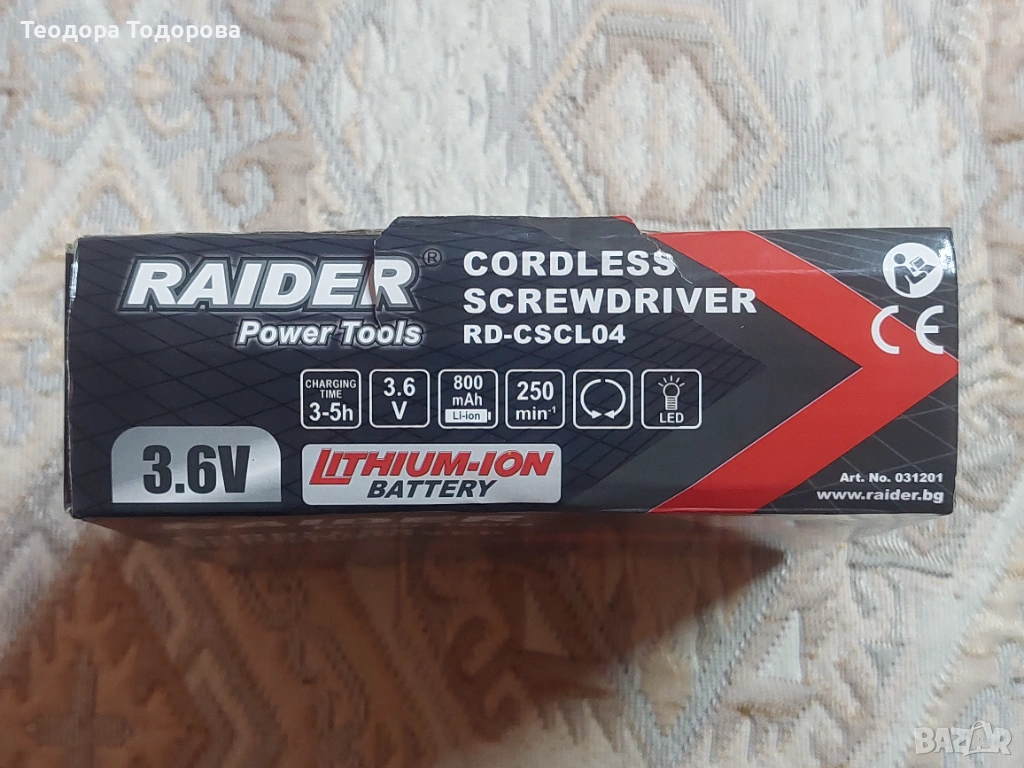 Теодора Тодорова
RAIDER®
Power Tools
CORDLESS
SCREWDRIVER
RD-CSCL04
CHARGING
TIME
3-5h
3.6
V
800
mAh
Li-ion
250
min⁻¹
LED
3.6V
LITHIUM-ION
BATTERY
CE
Art. No. 031201
www.raider.bg
BAZAR